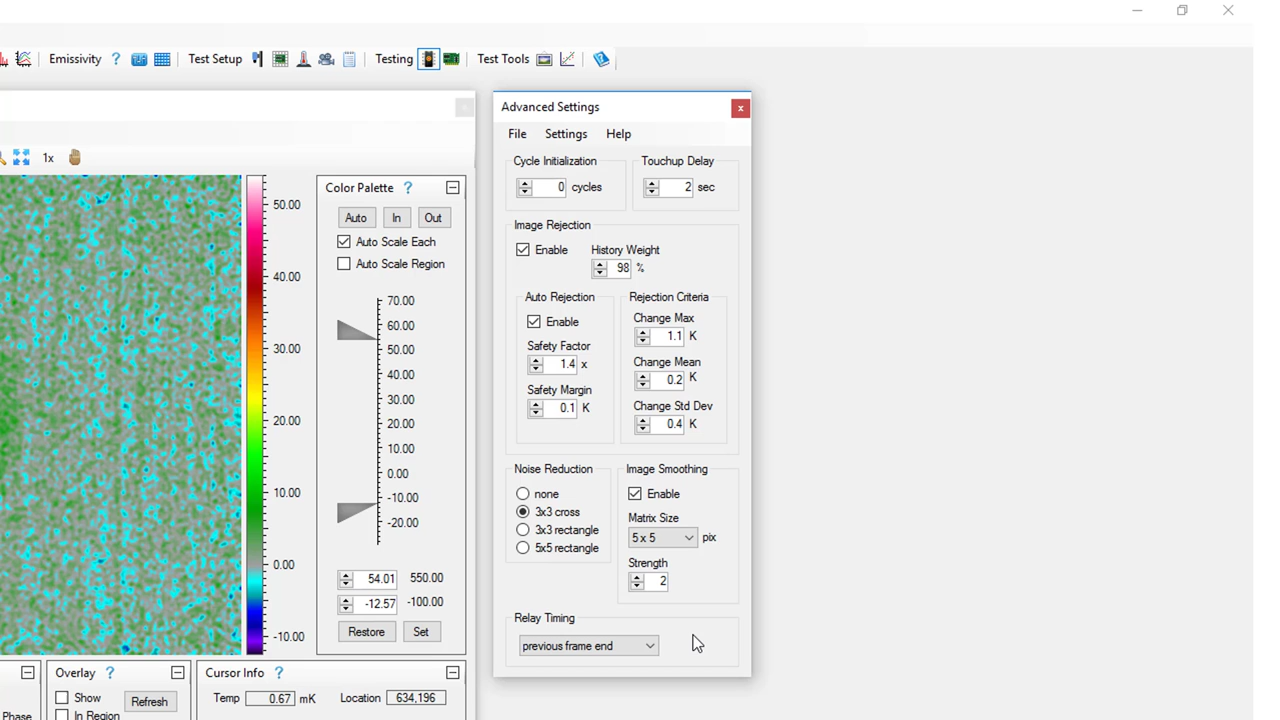 Emissivity ? Test Setup Testing Test Tools
Advanced Settings x
File Settings Help
1x
Cycle Initialization Touchup Delay
0 cycles 2 sec
Image Rejection
Enable History Weight
98 %
Auto Rejection Rejection Criteria
Enable Change Max
1.1 K
Safety Factor
1.4 x
Change Mean
0.2 K
Safety Margin
0.1 K
Change Std Dev
0.4 K
Noise Reduction Image Smoothing
none Enable
3x3 cross
3x3 rectangle
5x5 rectangle
Matrix Size
5 x 5 pix
Strength
2
Relay Timing
previous frame end
50.00
40.00
30.00
20.00
10.00
0.00
-10.00
Color Palette ?
Auto In Out
Auto Scale Each
Auto Scale Region
70.00
60.00
50.00
40.00
30.00
20.00
10.00
0.00
-10.00
-20.00
54.01 550.00
-12.57 -100.00
Restore Set
Overlay ? Cursor Info ?
Show Refresh Temp 0.67 mK Location 634,196
Phase In Region